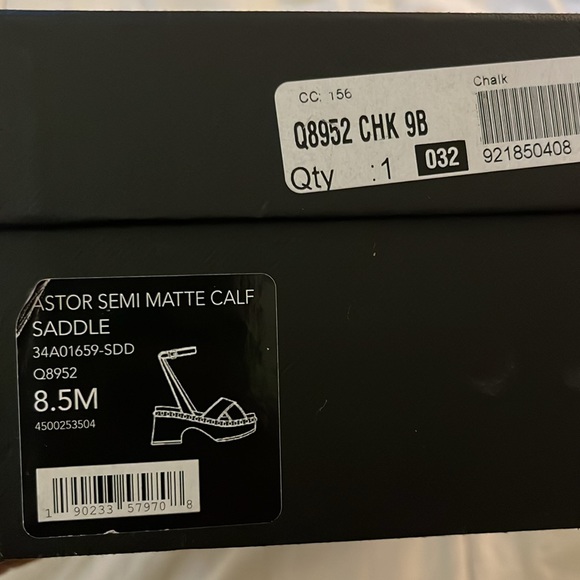 CC: 156
Chalk
Q8952 CHK 9B
Qty :1 032
921850408
ASTOR SEMI MATTE CALF
SADDLE
34A01659-SDD
Q8952
8.5M
4500253504
1 90233 57970 8